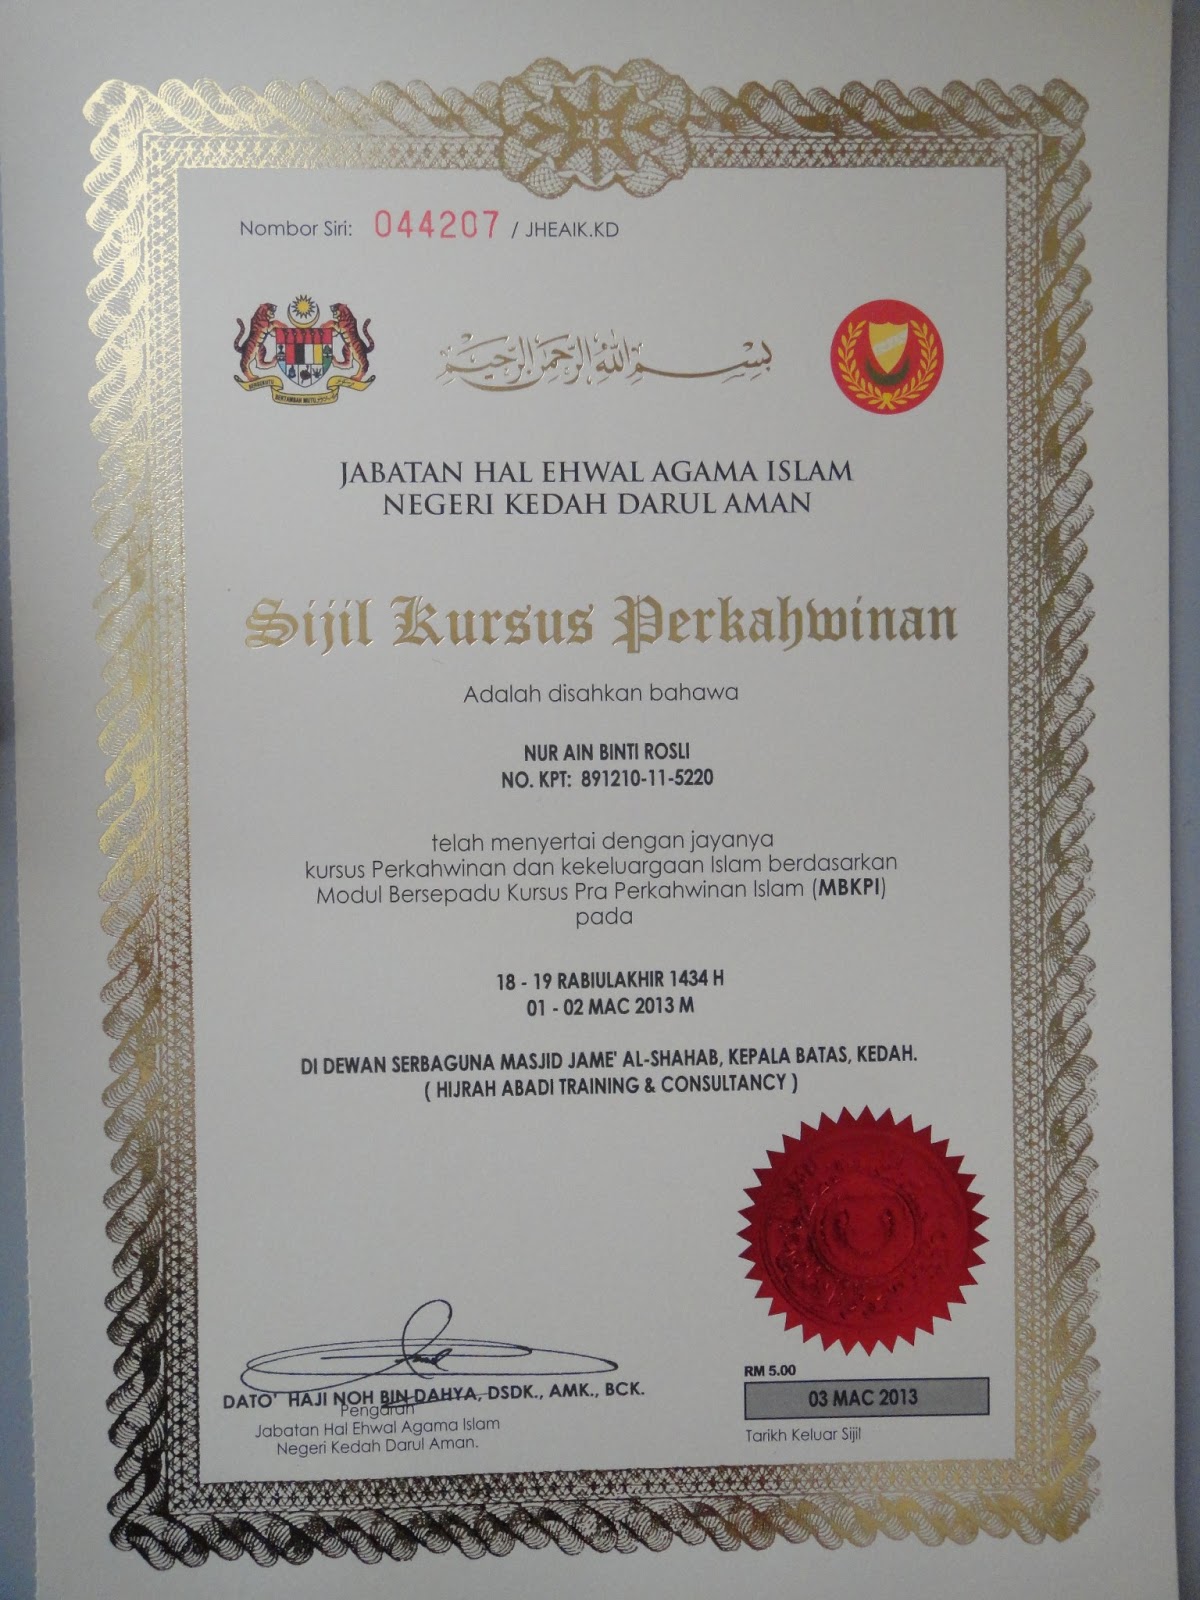 Nombor Siri: 044207 / JHEAIK.KD
بسم الله الرحمن الرحيم
BERSEKUTU BERTAMBAH MUTU
JABATAN HAL EHWAL AGAMA ISLAM
NEGERI KEDAH DARUL AMAN
Sijil Kursus Perkahwinan
Adalah disahkan bahawa
NUR AIN BINTI ROSLI
NO. KPT: 891210-11-5220
telah menyertai dengan jayanya
kursus Perkahwinan dan kekeluargaan Islam berdasarkan
Modul Bersepadu Kursus Pra Perkahwinan Islam (MBKPI)
pada
18 - 19 RABIULAKHIR 1434 H
01 - 02 MAC 2013 M
DI DEWAN SERBAGUNA MASJID JAME' AL-SHAHAB, KEPALA BATAS, KEDAH.
( HIJRAH ABADI TRAINING & CONSULTANCY )
DATO' HAJI NOH BIN DAHYA, DSDK., AMK., BCK.
Pengarah
Jabatan Hal Ehwal Agama Islam
Negeri Kedah Darul Aman.
RM 5.00
03 MAC 2013
Tarikh Keluar Sijil